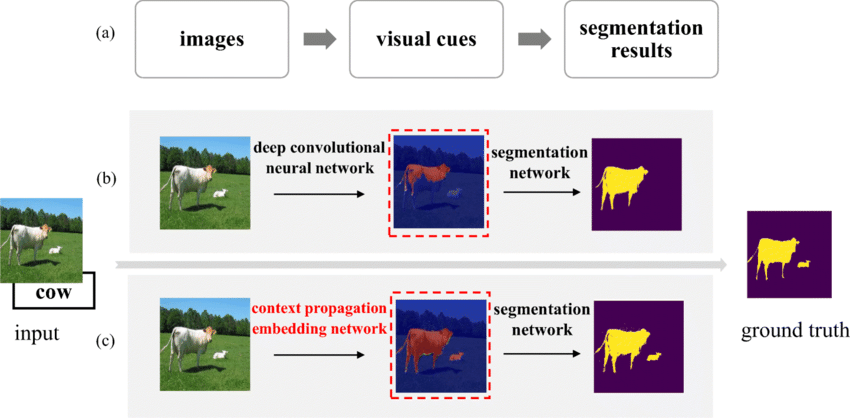 (a)
images
visual cues
segmentation
results
(b)
deep convolutional
neural network
segmentation
network
cow
input
(c)
context propagation
embedding network
segmentation
network
ground truth